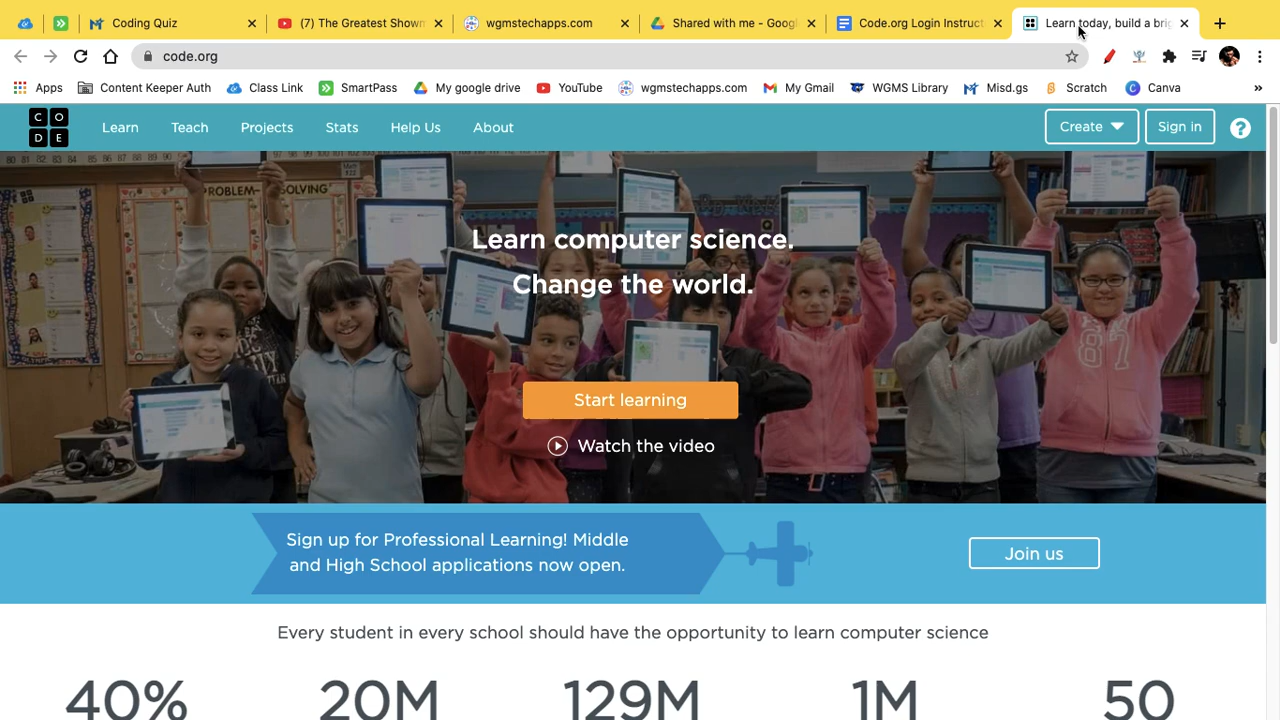 Coding Quiz
(7) The Greatest Showm
wgmstechapps.com
Shared with me - Googl
Code.org Login Instruct
Learn today, build a brig
code.org
Apps
Content Keeper Auth
Class Link
SmartPass
My google drive
YouTube
wgmstechapps.com
My Gmail
WGMS Library
Misd.gs
Scratch
Canva
»
C O
D E
Learn
Teach
Projects
Stats
Help Us
About
Create
Sign in
?
PROBLEM-SOLVING
Learn computer science.
Change the world.
87
Start learning
Watch the video
Sign up for Professional Learning! Middle
and High School applications now open.
Join us
Every student in every school should have the opportunity to learn computer science
40%
20M
129M
1M
50